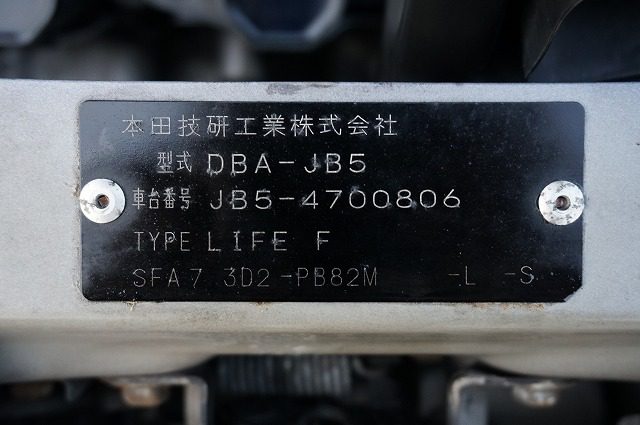 本田技研工業株式会社
型式 DBA-JB5
車台番号 JB5-4700806
TYPE LIFE F
SFA7 3D2-PB82M -L -S